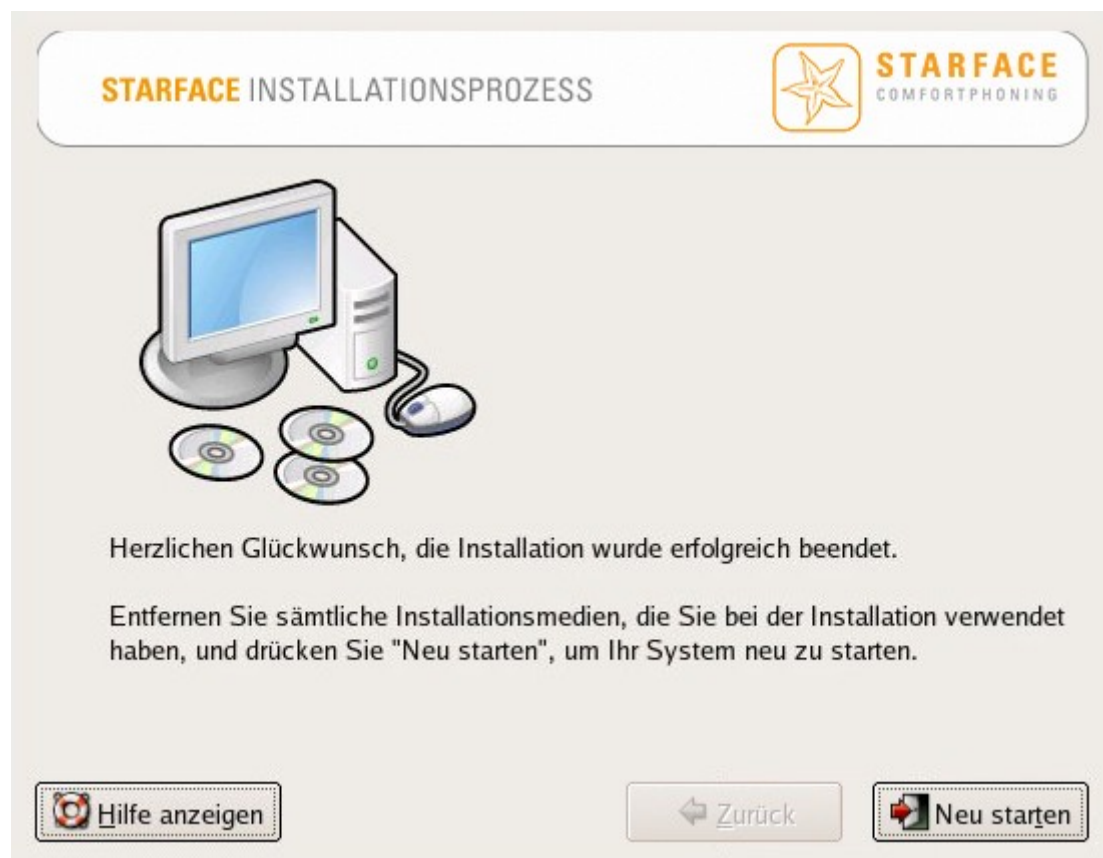 STARFACE INSTALLATIONSPROZESS
STARFACE
COMFORTPHONING
Herzlichen Glückwunsch, die Installation wurde erfolgreich beendet.
Entfernen Sie sämtliche Installationsmedien, die Sie bei der Installation verwendet
haben, und drücken Sie "Neu starten", um Ihr System neu zu starten.
Hilfe anzeigen
Zurück
Neu starten